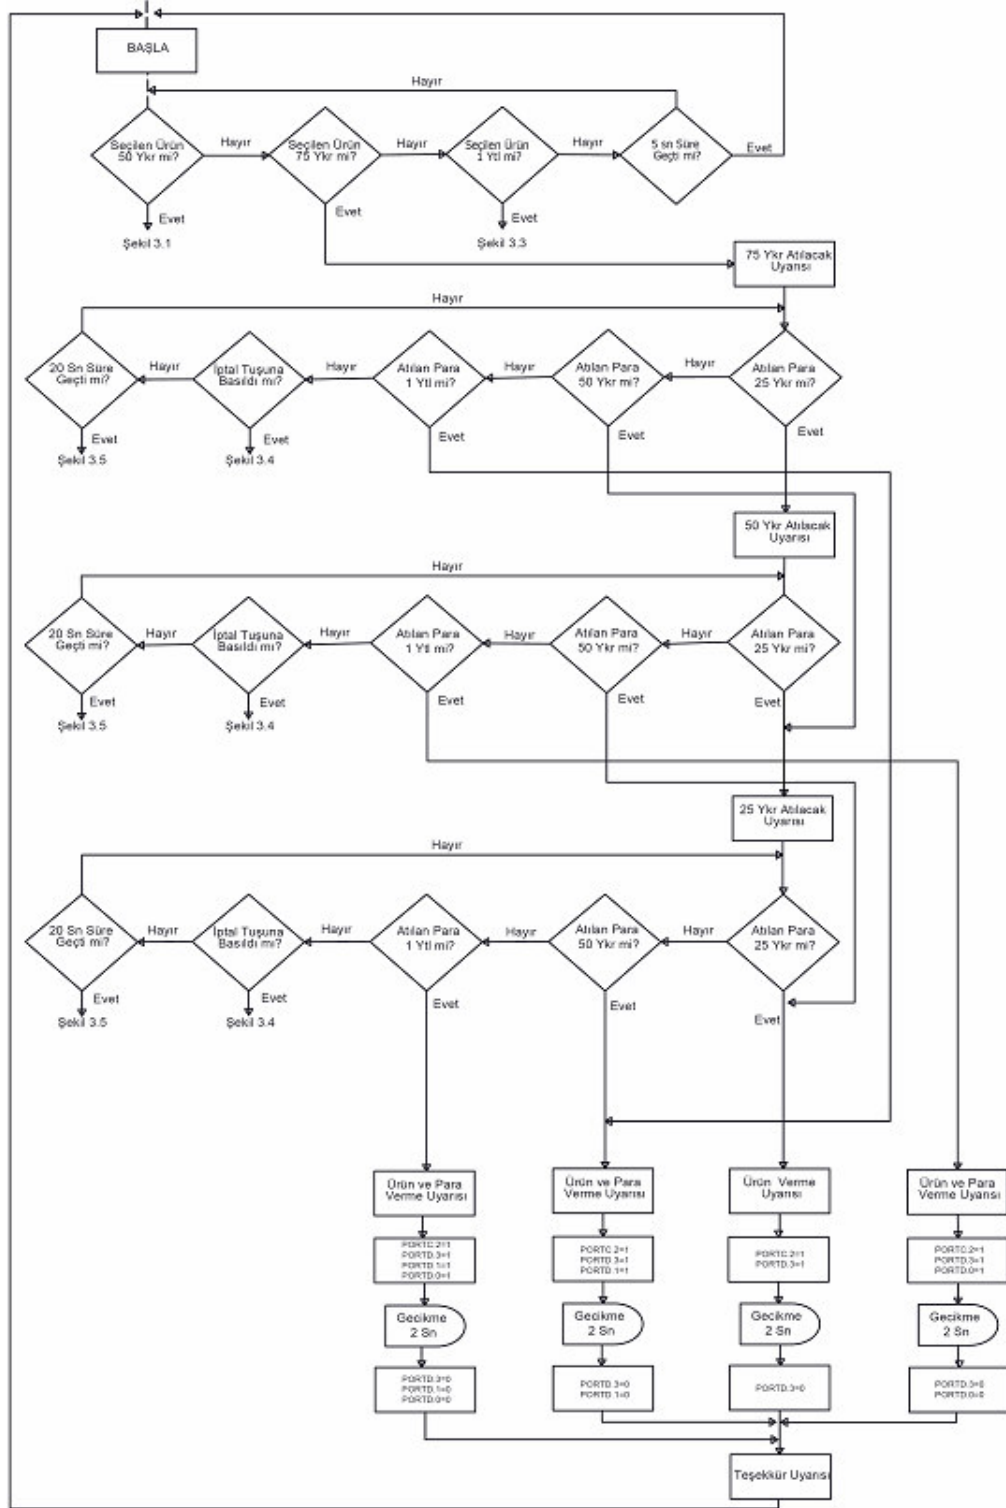 BAŞLA
Hayır
Seçilen Ürün
50 Ykr mi?
Hayır
Seçilen Ürün
75 Ykr mi?
Hayır
Seçilen Ürün
1 Ytl mi?
Hayır
5 sn Süre
Geçti mi?
Evet
Evet
Şekil 3.1
Evet
Evet
Şekil 3.3
75 Ykr Atılacak
Uyarısı
Hayır
20 Sn Süre
Geçti mi?
Hayır
İptal Tuşuna
Basıldı mı?
Hayır
Atılan Para
1 Ytl mi?
Hayır
Atılan Para
50 Ykr mi?
Hayır
Atılan Para
25 Ykr mi?
Evet
Şekil 3.5
Evet
Şekil 3.4
Evet
Evet
Evet
50 Ykr Atılacak
Uyarısı
Hayır
20 Sn Süre
Geçti mi?
Hayır
İptal Tuşuna
Basıldı mı?
Hayır
Atılan Para
1 Ytl mi?
Hayır
Atılan Para
50 Ykr mi?
Hayır
Atılan Para
25 Ykr mi?
Evet
Şekil 3.5
Evet
Şekil 3.4
Evet
Evet
Evet
25 Ykr Atılacak
Uyarısı
Hayır
20 Sn Süre
Geçti mi?
Hayır
İptal Tuşuna
Basıldı mı?
Hayır
Atılan Para
1 Ytl mi?
Hayır
Atılan Para
50 Ykr mi?
Hayır
Atılan Para
25 Ykr mi?
Evet
Şekil 3.5
Evet
Şekil 3.4
Evet
Evet
Evet
Ürün ve Para
Verme Uyarısı
Ürün ve Para
Verme Uyarısı
Ürün Verme
Uyarısı
Ürün ve Para
Verme Uyarısı
PORTC.2=1
PORTD.3=1
PORTD.1=1
PORTD.0=1
PORTC.2=1
PORTD.3=1
PORTD.1=1
PORTC.2=1
PORTD.3=1
PORTC.2=1
PORTD.3=1
PORTD.0=1
Gecikme
2 Sn
Gecikme
2 Sn
Gecikme
2 Sn
Gecikme
2 Sn
PORTD.3=0
PORTD.1=0
PORTD.0=0
PORTD.3=0
PORTD.1=0
PORTD.3=0
PORTD.3=0
PORTD.0=0
Teşekkür Uyarısı